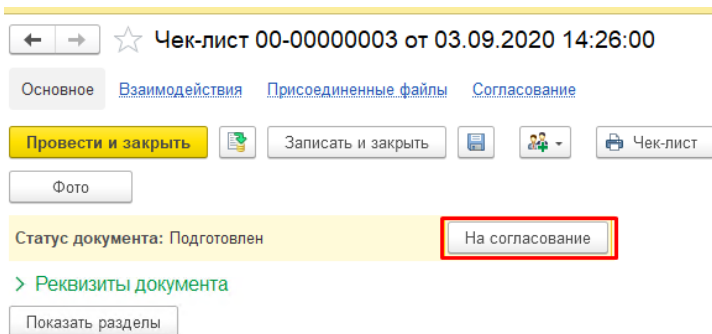 Чек-лист 00-00000003 от 03.09.2020 14:26:00
Основное Взаимодействия Присоединенные файлы Согласование
Провести и закрыть Записать и закрыть Чек-лист
Фото
Статус документа: Подготовлен На согласование
Реквизиты документа
Показать разделы